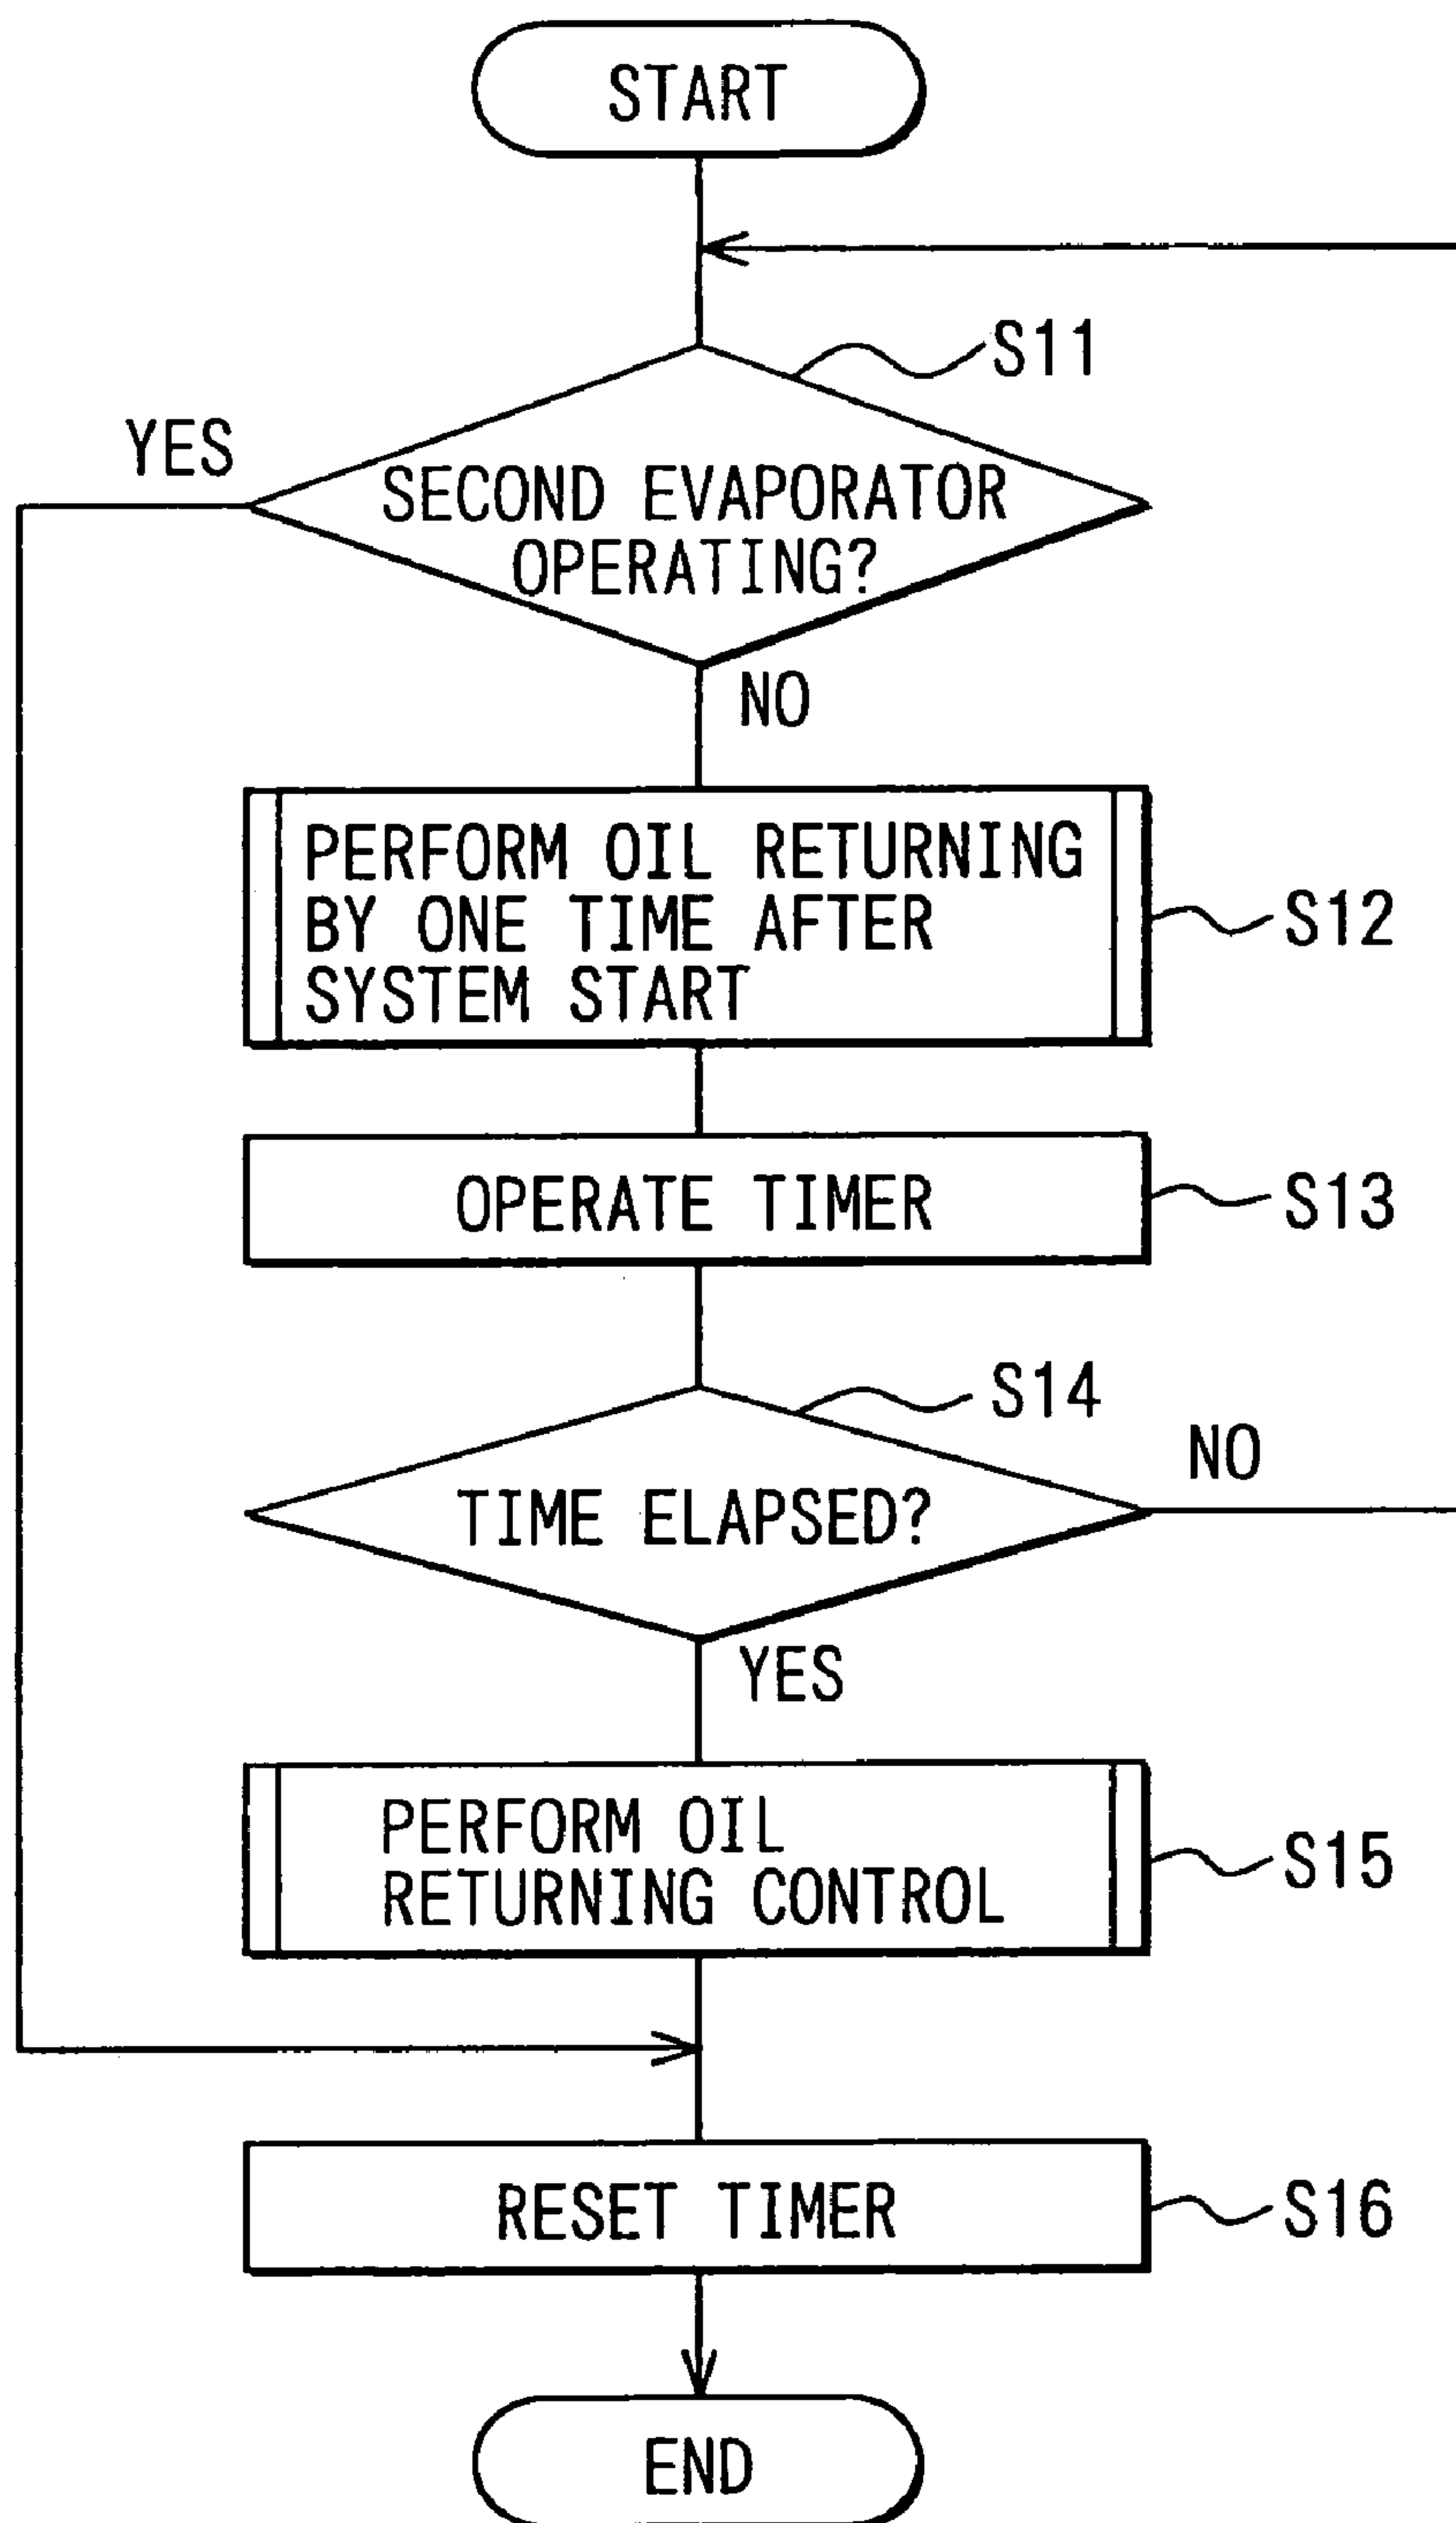 START
S11
YES
SECOND EVAPORATOR
OPERATING?
NO
PERFORM OIL RETURNING
BY ONE TIME AFTER
SYSTEM START
S12
OPERATE TIMER
S13
S14
NO
TIME ELAPSED?
YES
PERFORM OIL
RETURNING CONTROL
S15
RESET TIMER
S16
END